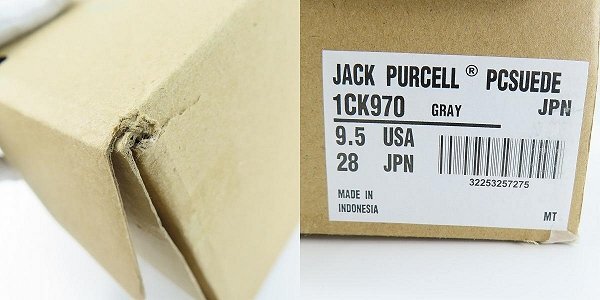 JACK PURCELL® PCSUEDE
1CK970 GRAY JPN
9.5 USA
28 JPN
32253257275
MADE IN
INDONESIA
MT